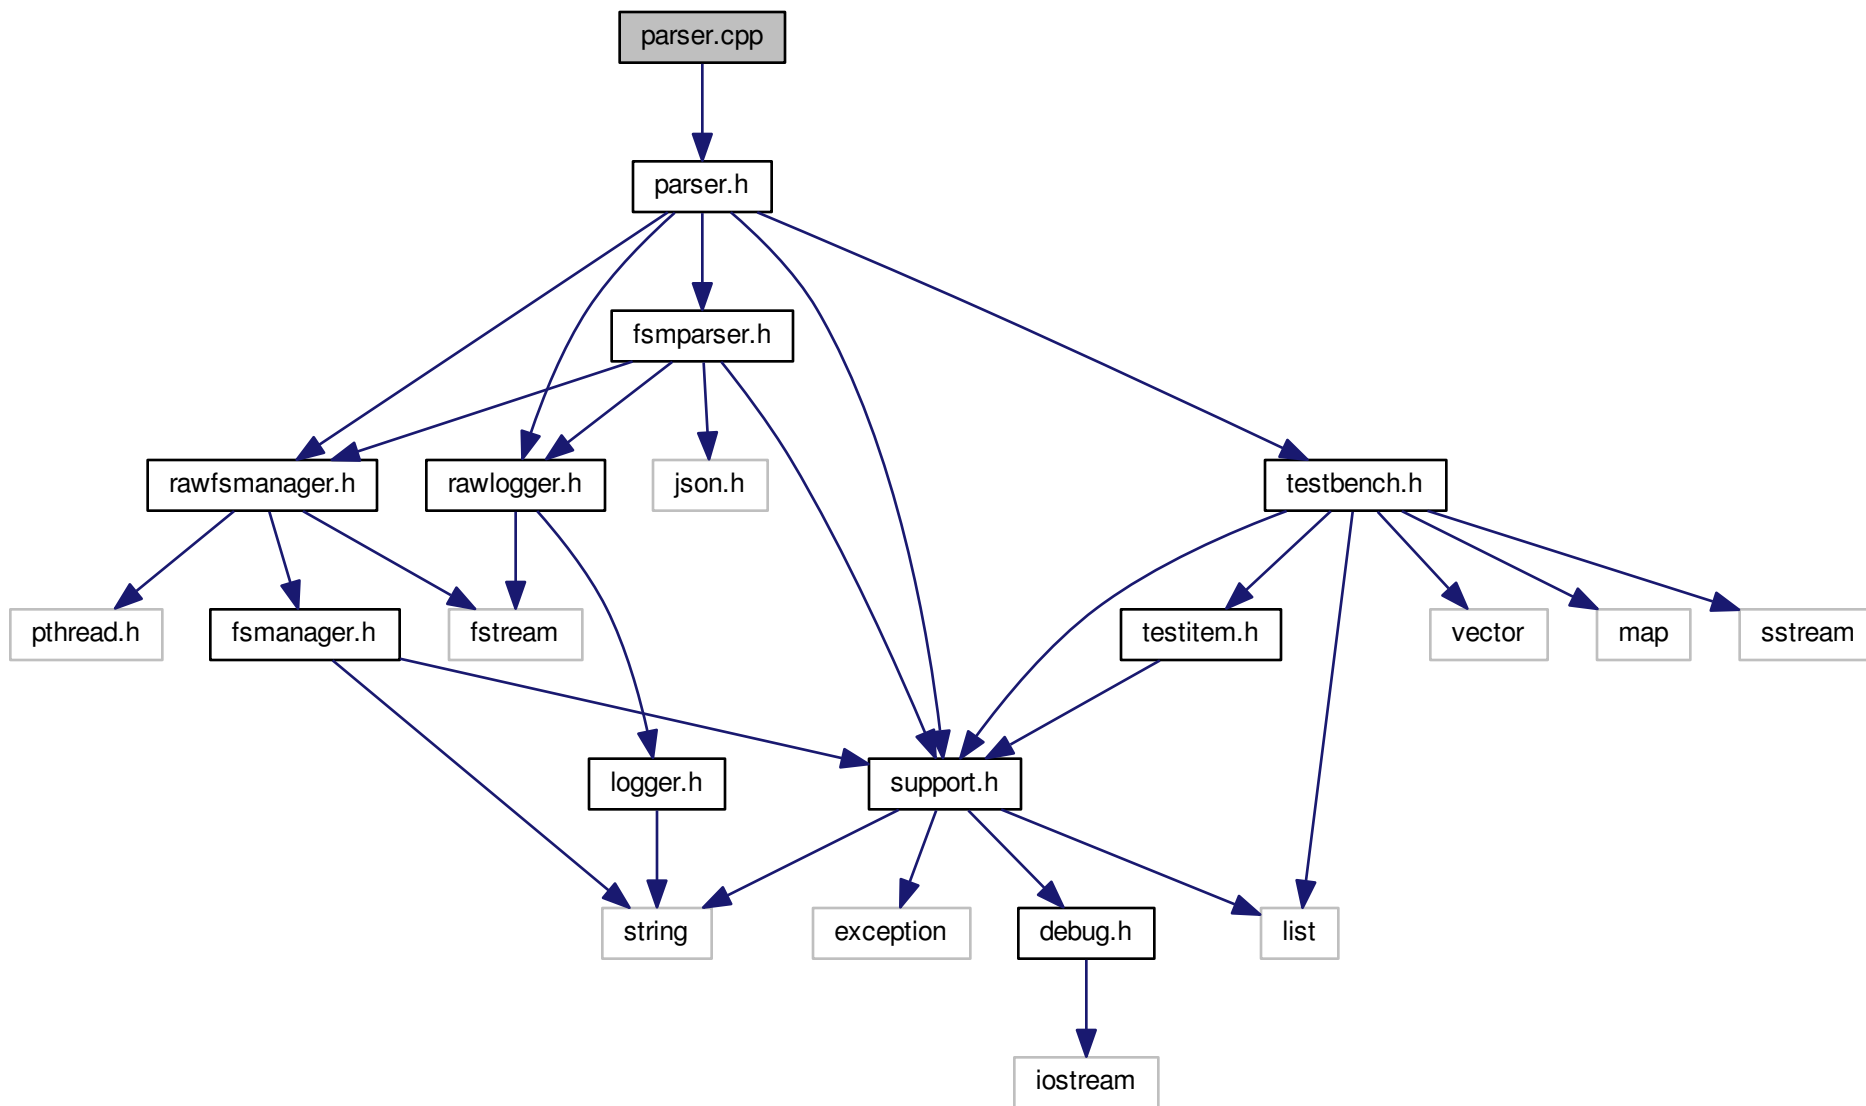 parser.cpp
parser.h
fsmparser.h
rawfsmanager.h
rawlogger.h
json.h
testbench.h
pthread.h
fsmanager.h
fstream
testitem.h
vector
map
sstream
logger.h
support.h
string
exception
debug.h
list
iostream